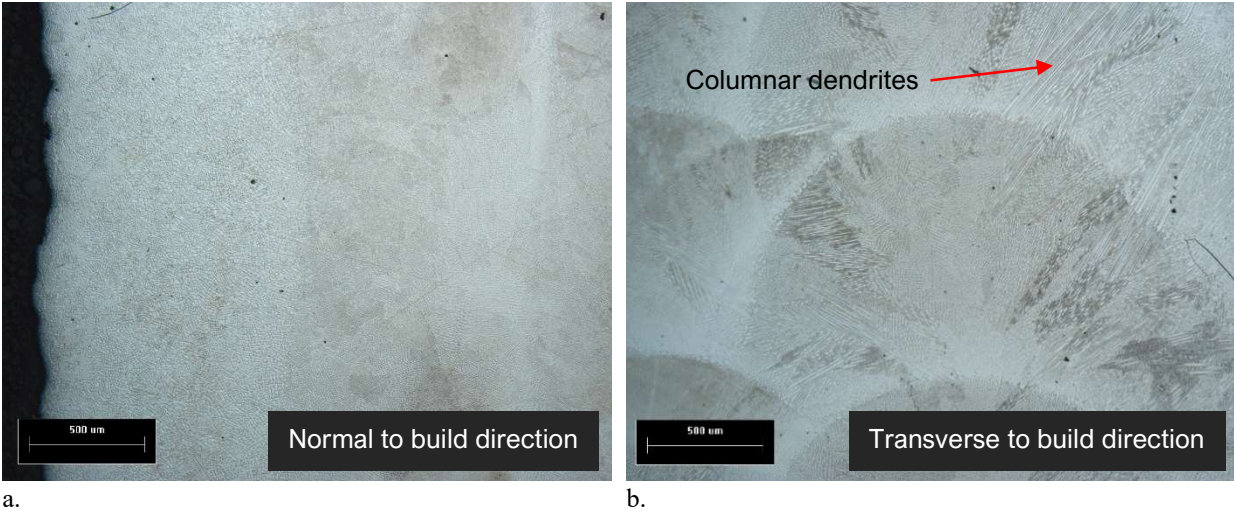 Columnar dendrites
500 um
Normal to build direction
500 um
Transverse to build direction
a.
b.